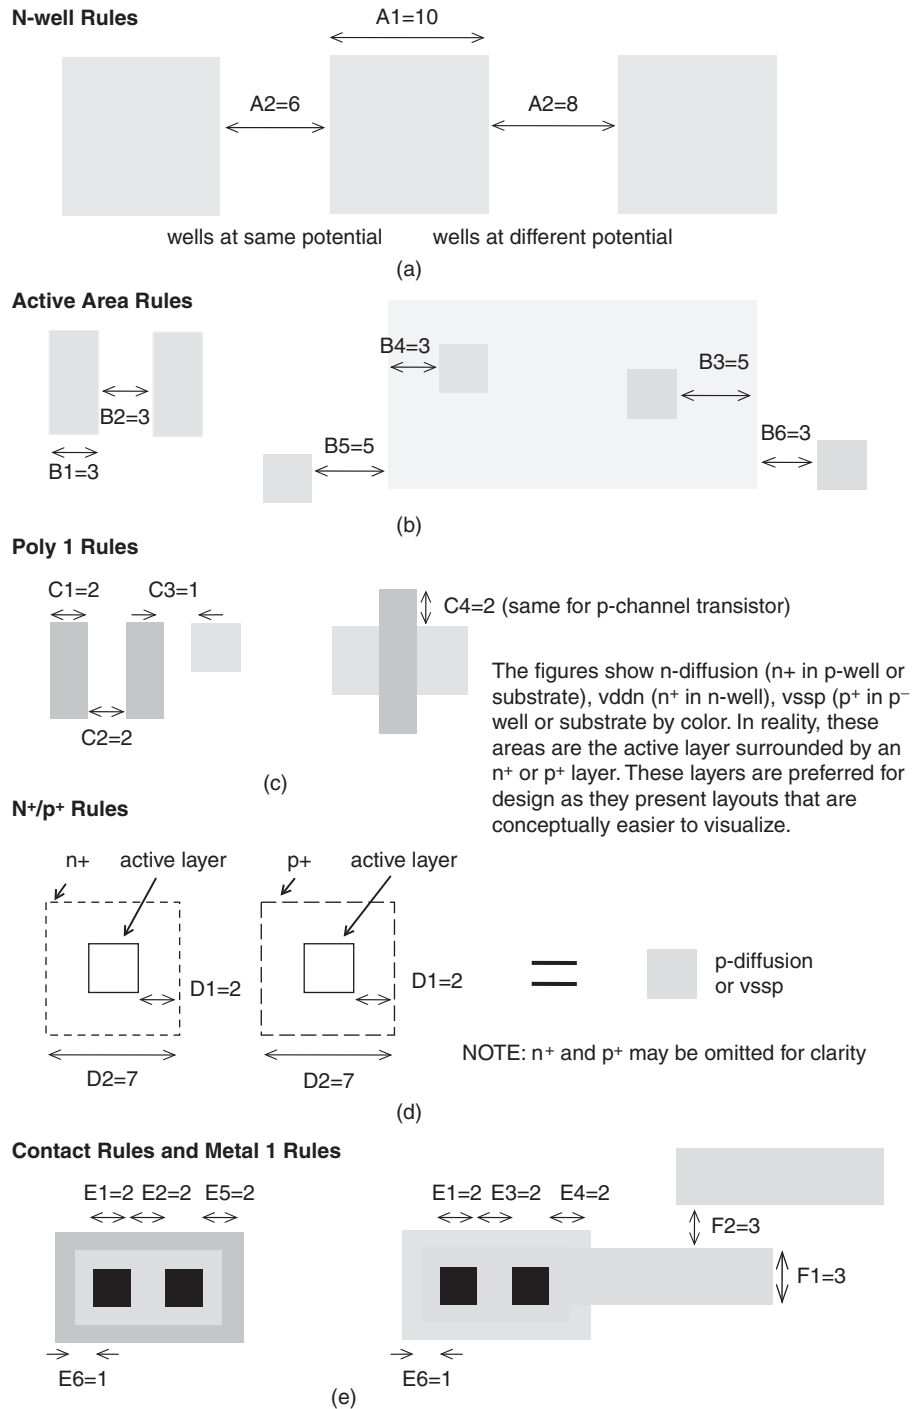 N-well Rules
A1=10
A2=6
A2=8
wells at same potential
wells at different potential
(a)
Active Area Rules
B4=3
B3=5
B2=3
B5=5
B6=3
B1=3
(b)
Poly 1 Rules
C1=2
C3=1
C4=2 (same for p-channel transistor)
C2=2
The figures show n-diffusion (n+ in p-well or
substrate), vddn (n+ in n-well), vssp (p+ in p–
well or substrate by color. In reality, these
areas are the active layer surrounded by an
n+ or p+ layer. These layers are preferred for
design as they present layouts that are
conceptually easier to visualize.
(c)
N+/p+ Rules
n+
active layer
p+
active layer
D1=2
D1=2
p-diffusion
or vssp
D2=7
D2=7
NOTE: n+ and p+ may be omitted for clarity
(d)
Contact Rules and Metal 1 Rules
E1=2
E2=2
E5=2
E1=2
E3=2
E4=2
F2=3
F1=3
E6=1
E6=1
(e)